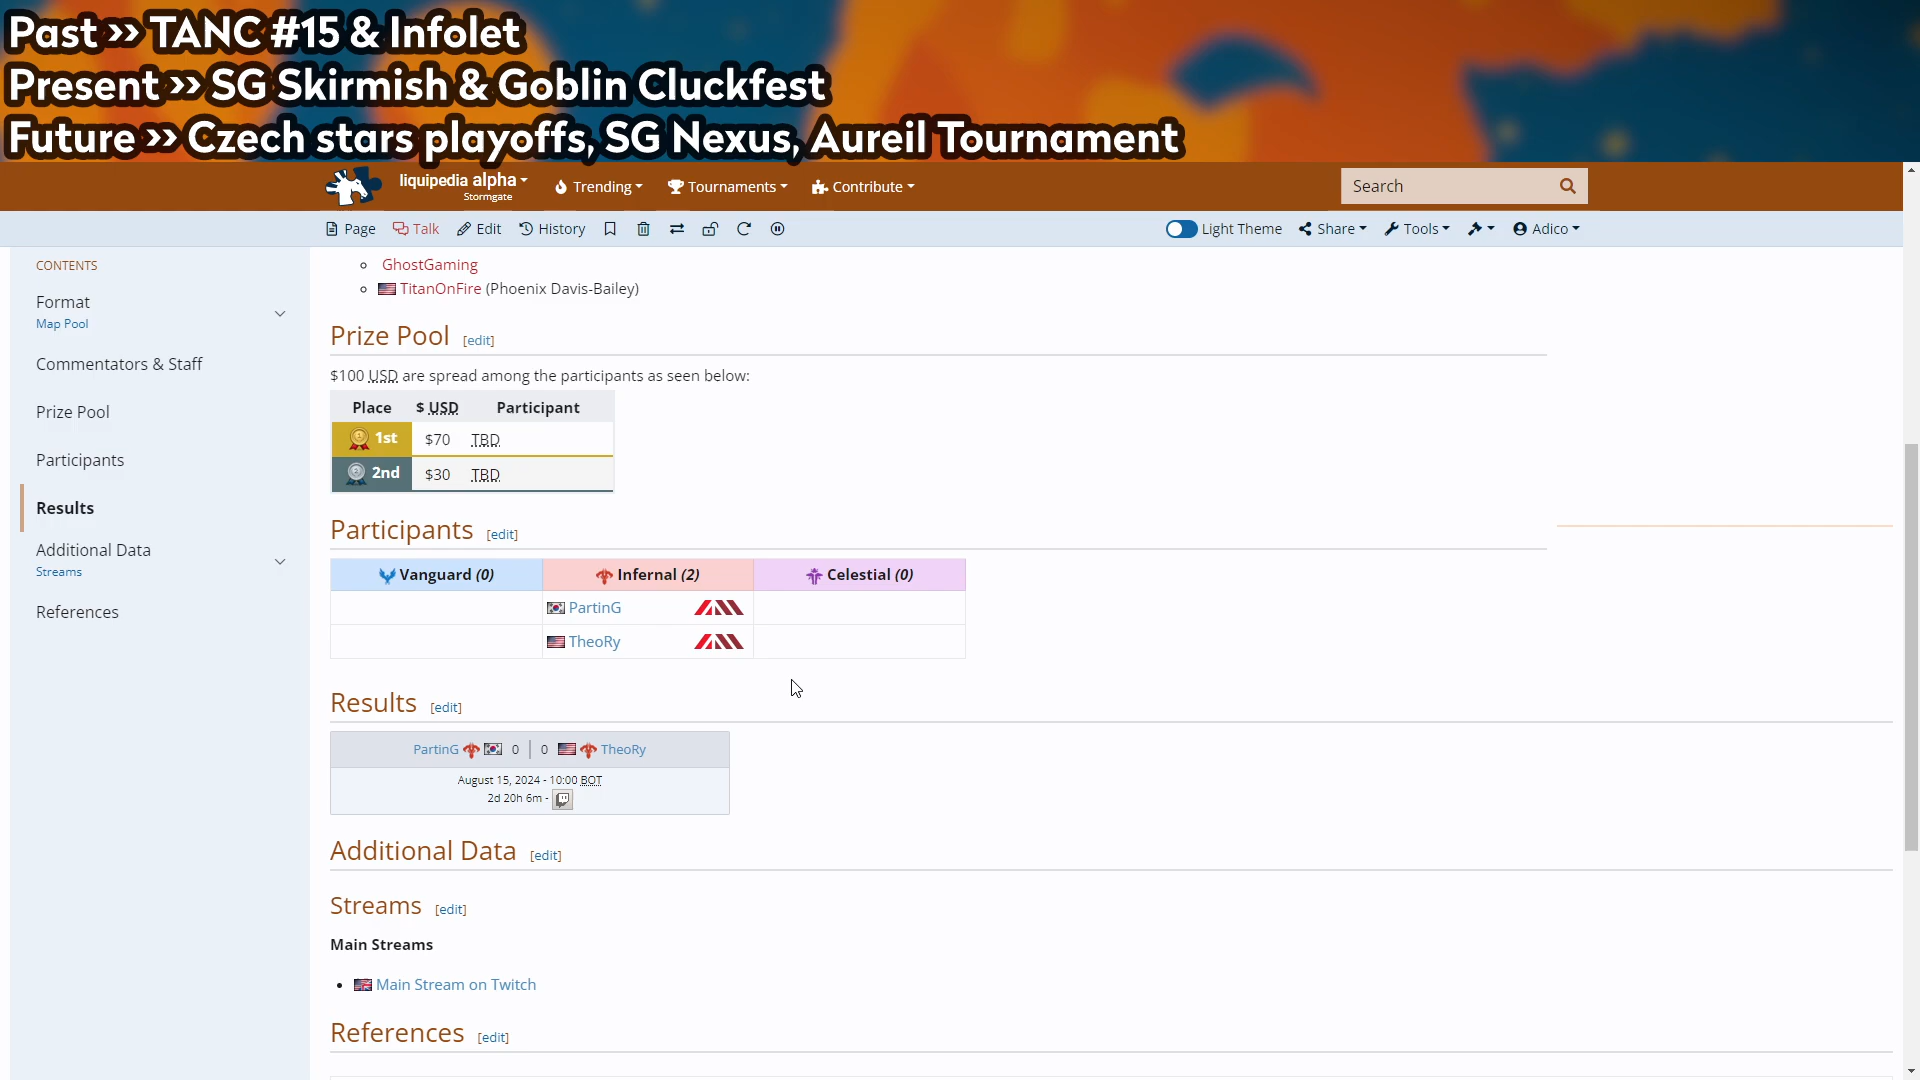 Past >> TANC #15 & Infolet
Present >> SG Skirmish & Goblin Cluckfest
Future >> Czech stars playoffs, SG Nexus, Aureil Tournament
liquipedia alpha
Stormgate
Trending
Tournaments
Contribute
Search
Page
Talk
Edit
History
Light Theme
Share
Tools
Adico
CONTENTS
Format
Map Pool
Commentators & Staff
Prize Pool
Participants
Results
Additional Data
Streams
References
GhostGaming
TitanOnFire (Phoenix Davis-Bailey)
Prize Pool [edit]
$100 USD are spread among the participants as seen below:
Place $ USD Participant
1st $70 TBD
2nd $30 TBD
Participants [edit]
Vanguard (0) Infernal (2) Celestial (0)
PartinG
TheoRy
Results [edit]
PartinG 0 0 TheoRy
August 15, 2024 - 10:00 BOT
2d 20h 6m -
Additional Data [edit]
Streams [edit]
Main Streams
Main Stream on Twitch
References [edit]